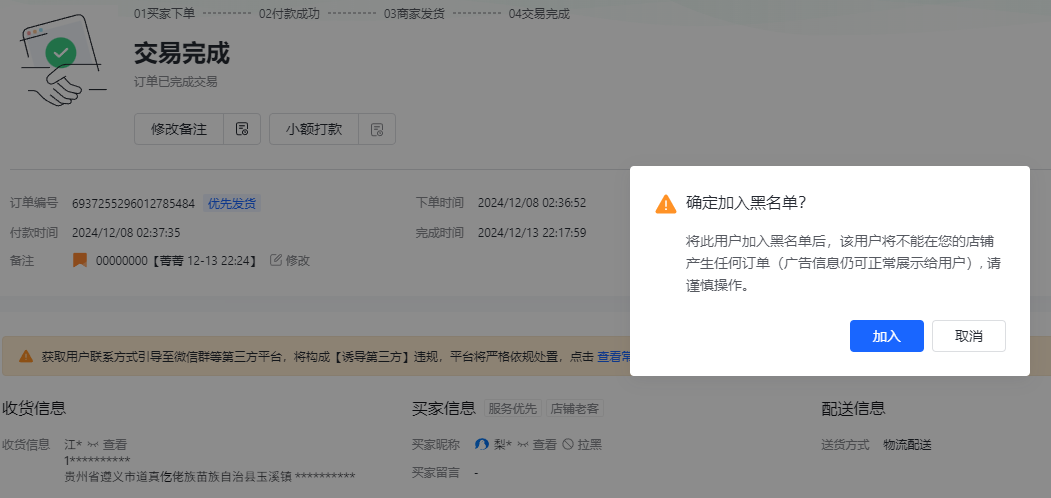 01买家下单 02付款成功 03商家发货 04交易完成
交易完成
订单已完成交易
修改备注 小额打款
订单编号 6937255296012785484 优先发货 下单时间 2024/12/08 02:36:52
付款时间 2024/12/08 02:37:35 完成时间 2024/12/13 22:17:59
备注 00000000【菁菁 12-13 22:24】 修改
确定加入黑名单？
将此用户加入黑名单后，该用户将不能在您的店铺
产生任何订单（广告信息仍可正常展示给用户），请
谨慎操作。
加入 取消
获取用户联系方式引导至微信群等第三方平台，将构成【诱导第三方】违规，平台将严格依规处置，点击 查看常
收货信息 买家信息 服务优先 店铺老客 配送信息
收货信息 江* 查看 买家昵称 梨* 查看 拉黑 送货方式 物流配送
1**********
贵州省遵义市道真仡佬族苗族自治县玉溪镇 **********
买家留言 -